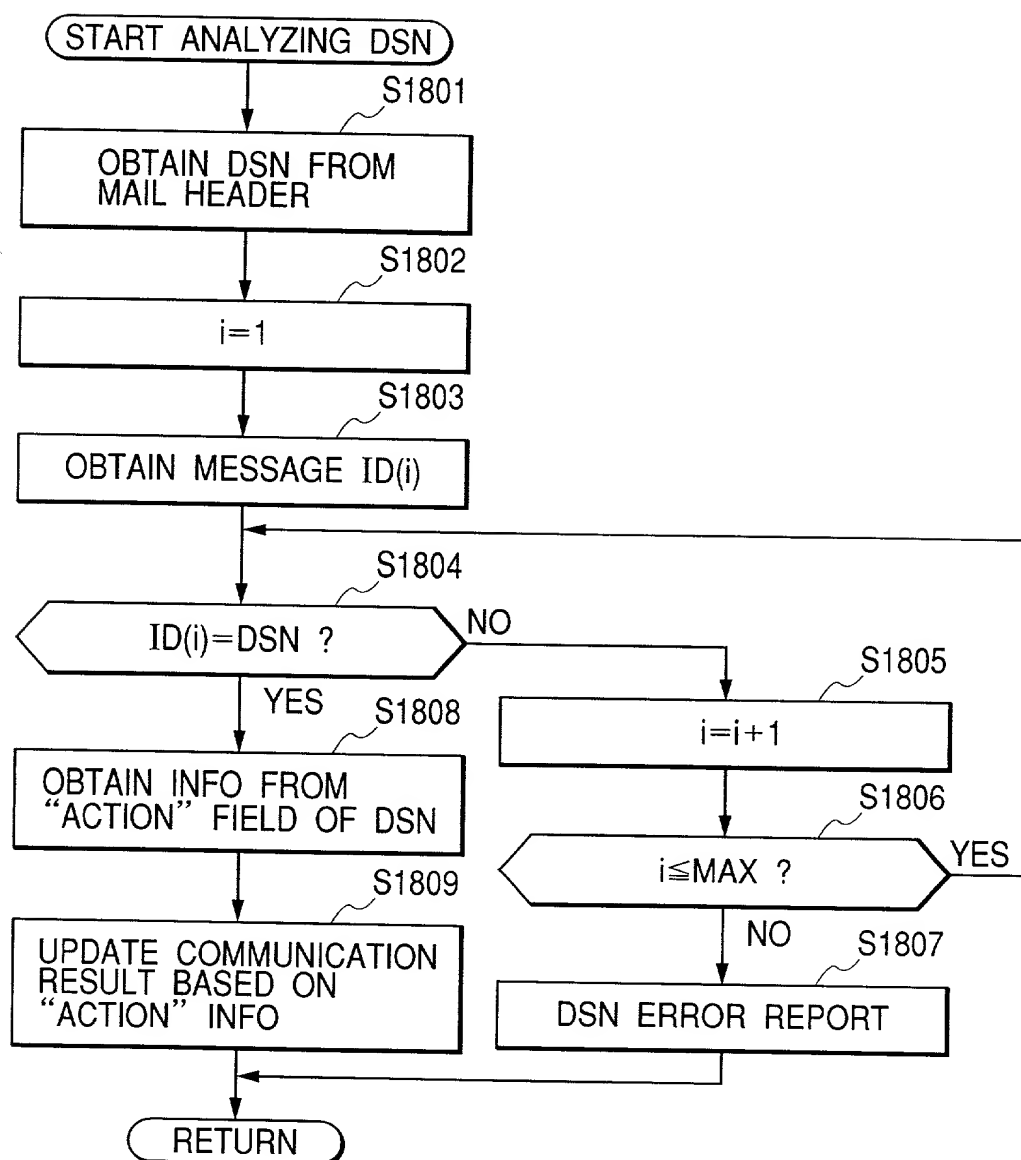 START ANALYZING DSN
S1801
OBTAIN DSN FROM
MAIL HEADER
S1802
i=1
S1803
OBTAIN MESSAGE ID(i)
S1804
ID(i)=DSN ?
NO
YES
S1805
i=i+1
S1806
i≦MAX ?
YES
NO
S1807
DSN ERROR REPORT
S1808
OBTAIN INFO FROM
“ACTION” FIELD OF DSN
S1809
UPDATE COMMUNICATION
RESULT BASED ON
“ACTION” INFO
RETURN